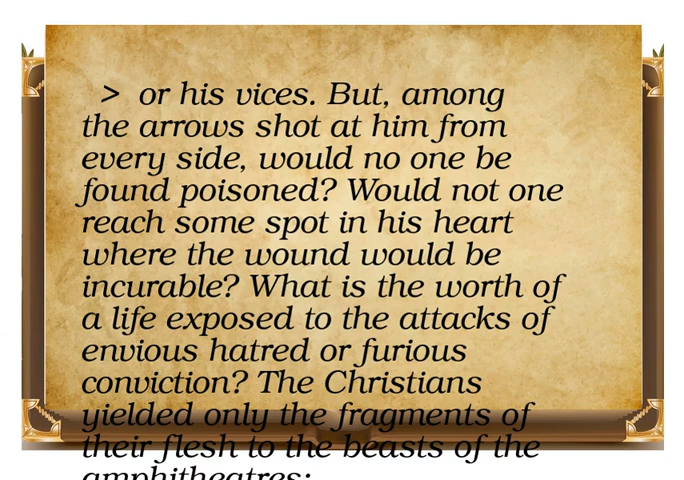 > or his vices. But, among
the arrows shot at him from
every side, would no one be
found poisoned? Would not one
reach some spot in his heart
where the wound would be
incurable? What is the worth of
a life exposed to the attacks of
envious hatred or furious
conviction? The Christians
yielded only the fragments of
their flesh to the beasts of the
amphitheatres;